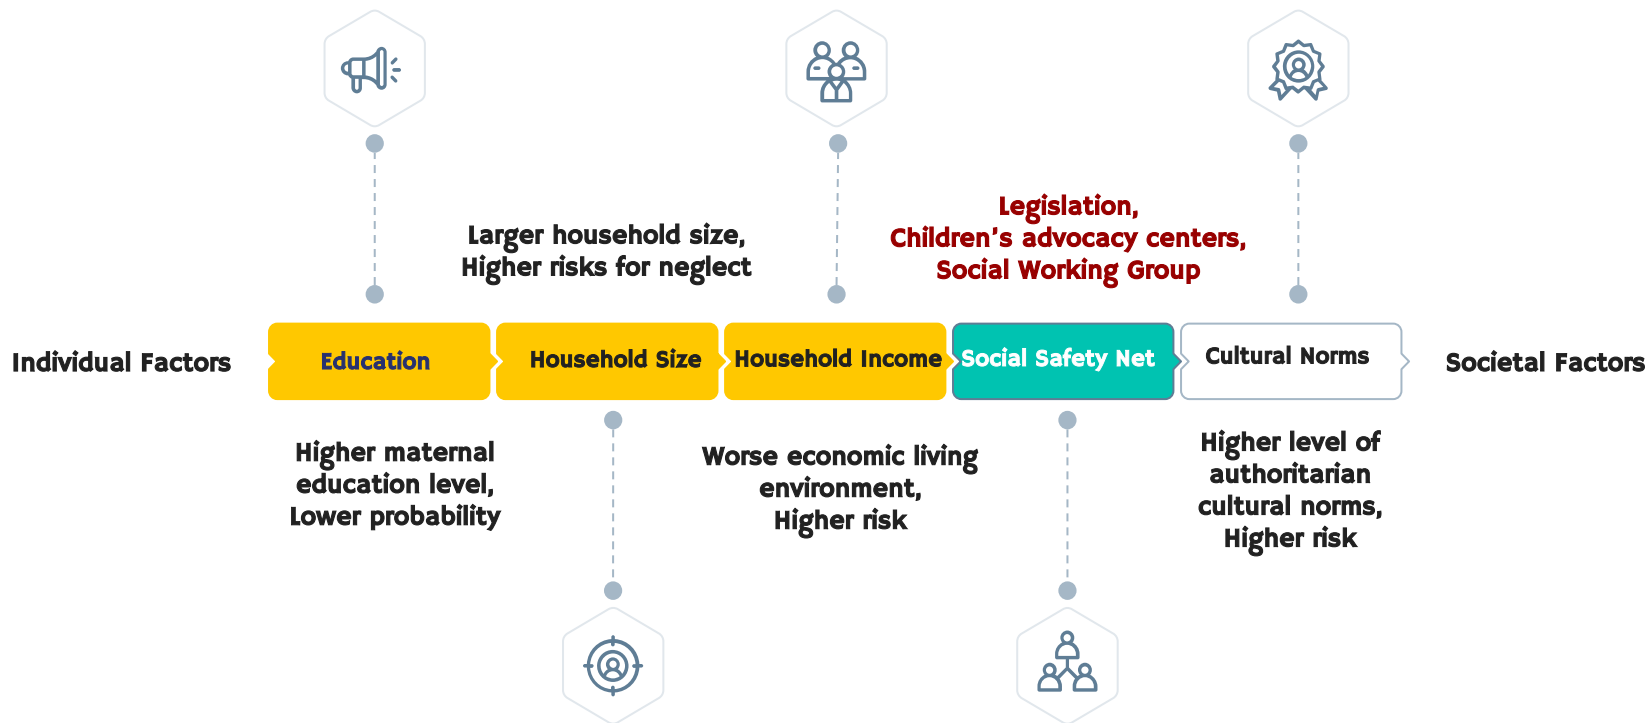 Legislation,
Children's advocacy centers,
Social Working Group
Larger household size,
Higher risks for neglect
Individual Factors
Education
Household Size
Household Income
Social Safety Net
Cultural Norms
Societal Factors
Higher maternal
education level,
Lower probability
Worse economic living
environment,
Higher risk
Higher level of
authoritarian
cultural norms,
Higher risk